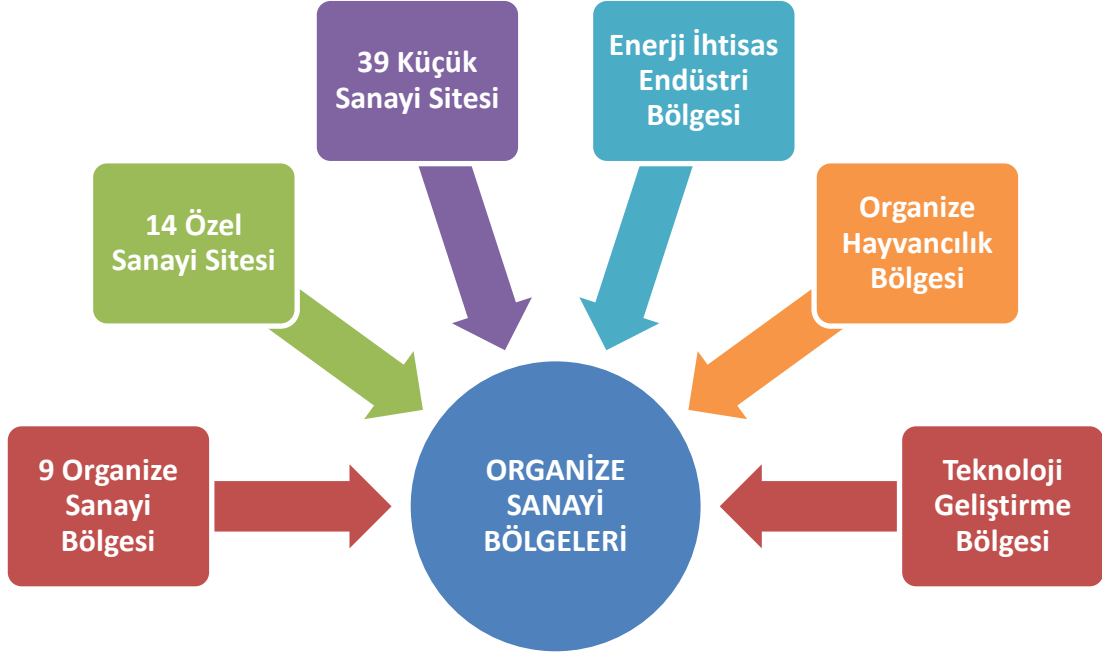 39 Küçük
Sanayi Sitesi
Enerji İhtisas
Endüstri
Bölgesi
14 Özel
Sanayi Sitesi
Organize
Hayvancılık
Bölgesi
9 Organize
Sanayi
Bölgesi
ORGANİZE
SANAYİ
BÖLGELERİ
Teknoloji
Geliştirme
Bölgesi